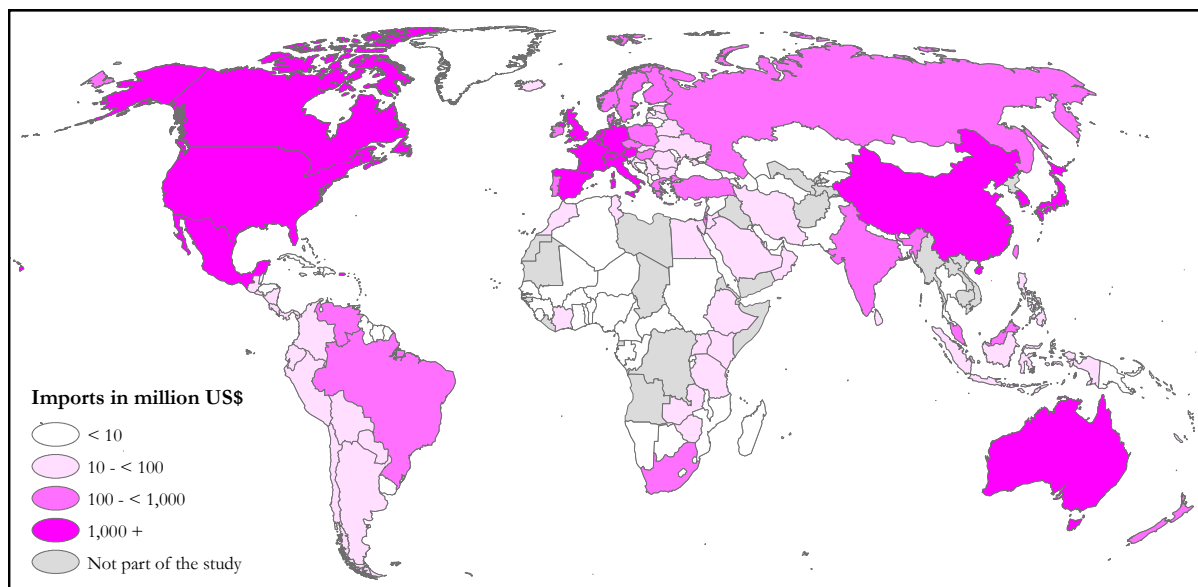 Imports in million US$
< 10
10 - < 100
100 - < 1,000
1,000 +
Not part of the study